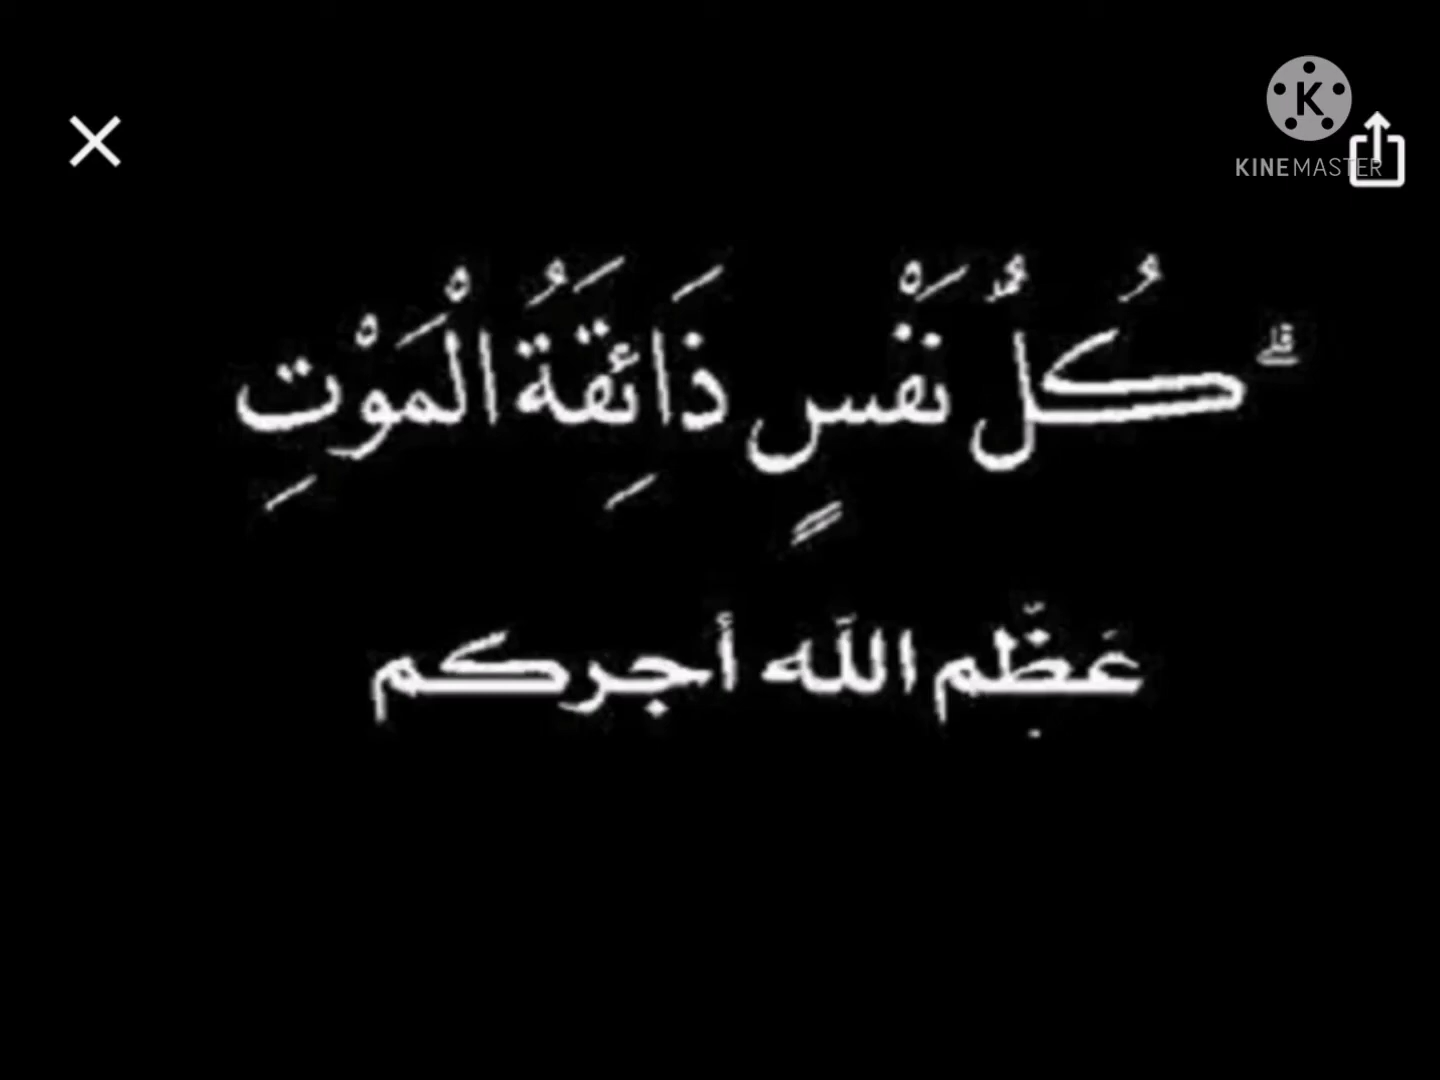 KINEMASTER
ۗ كُلُّ نَفْسٍ ذَائِقَةُ الْمَوْتِ
عَظّم الله أجركم